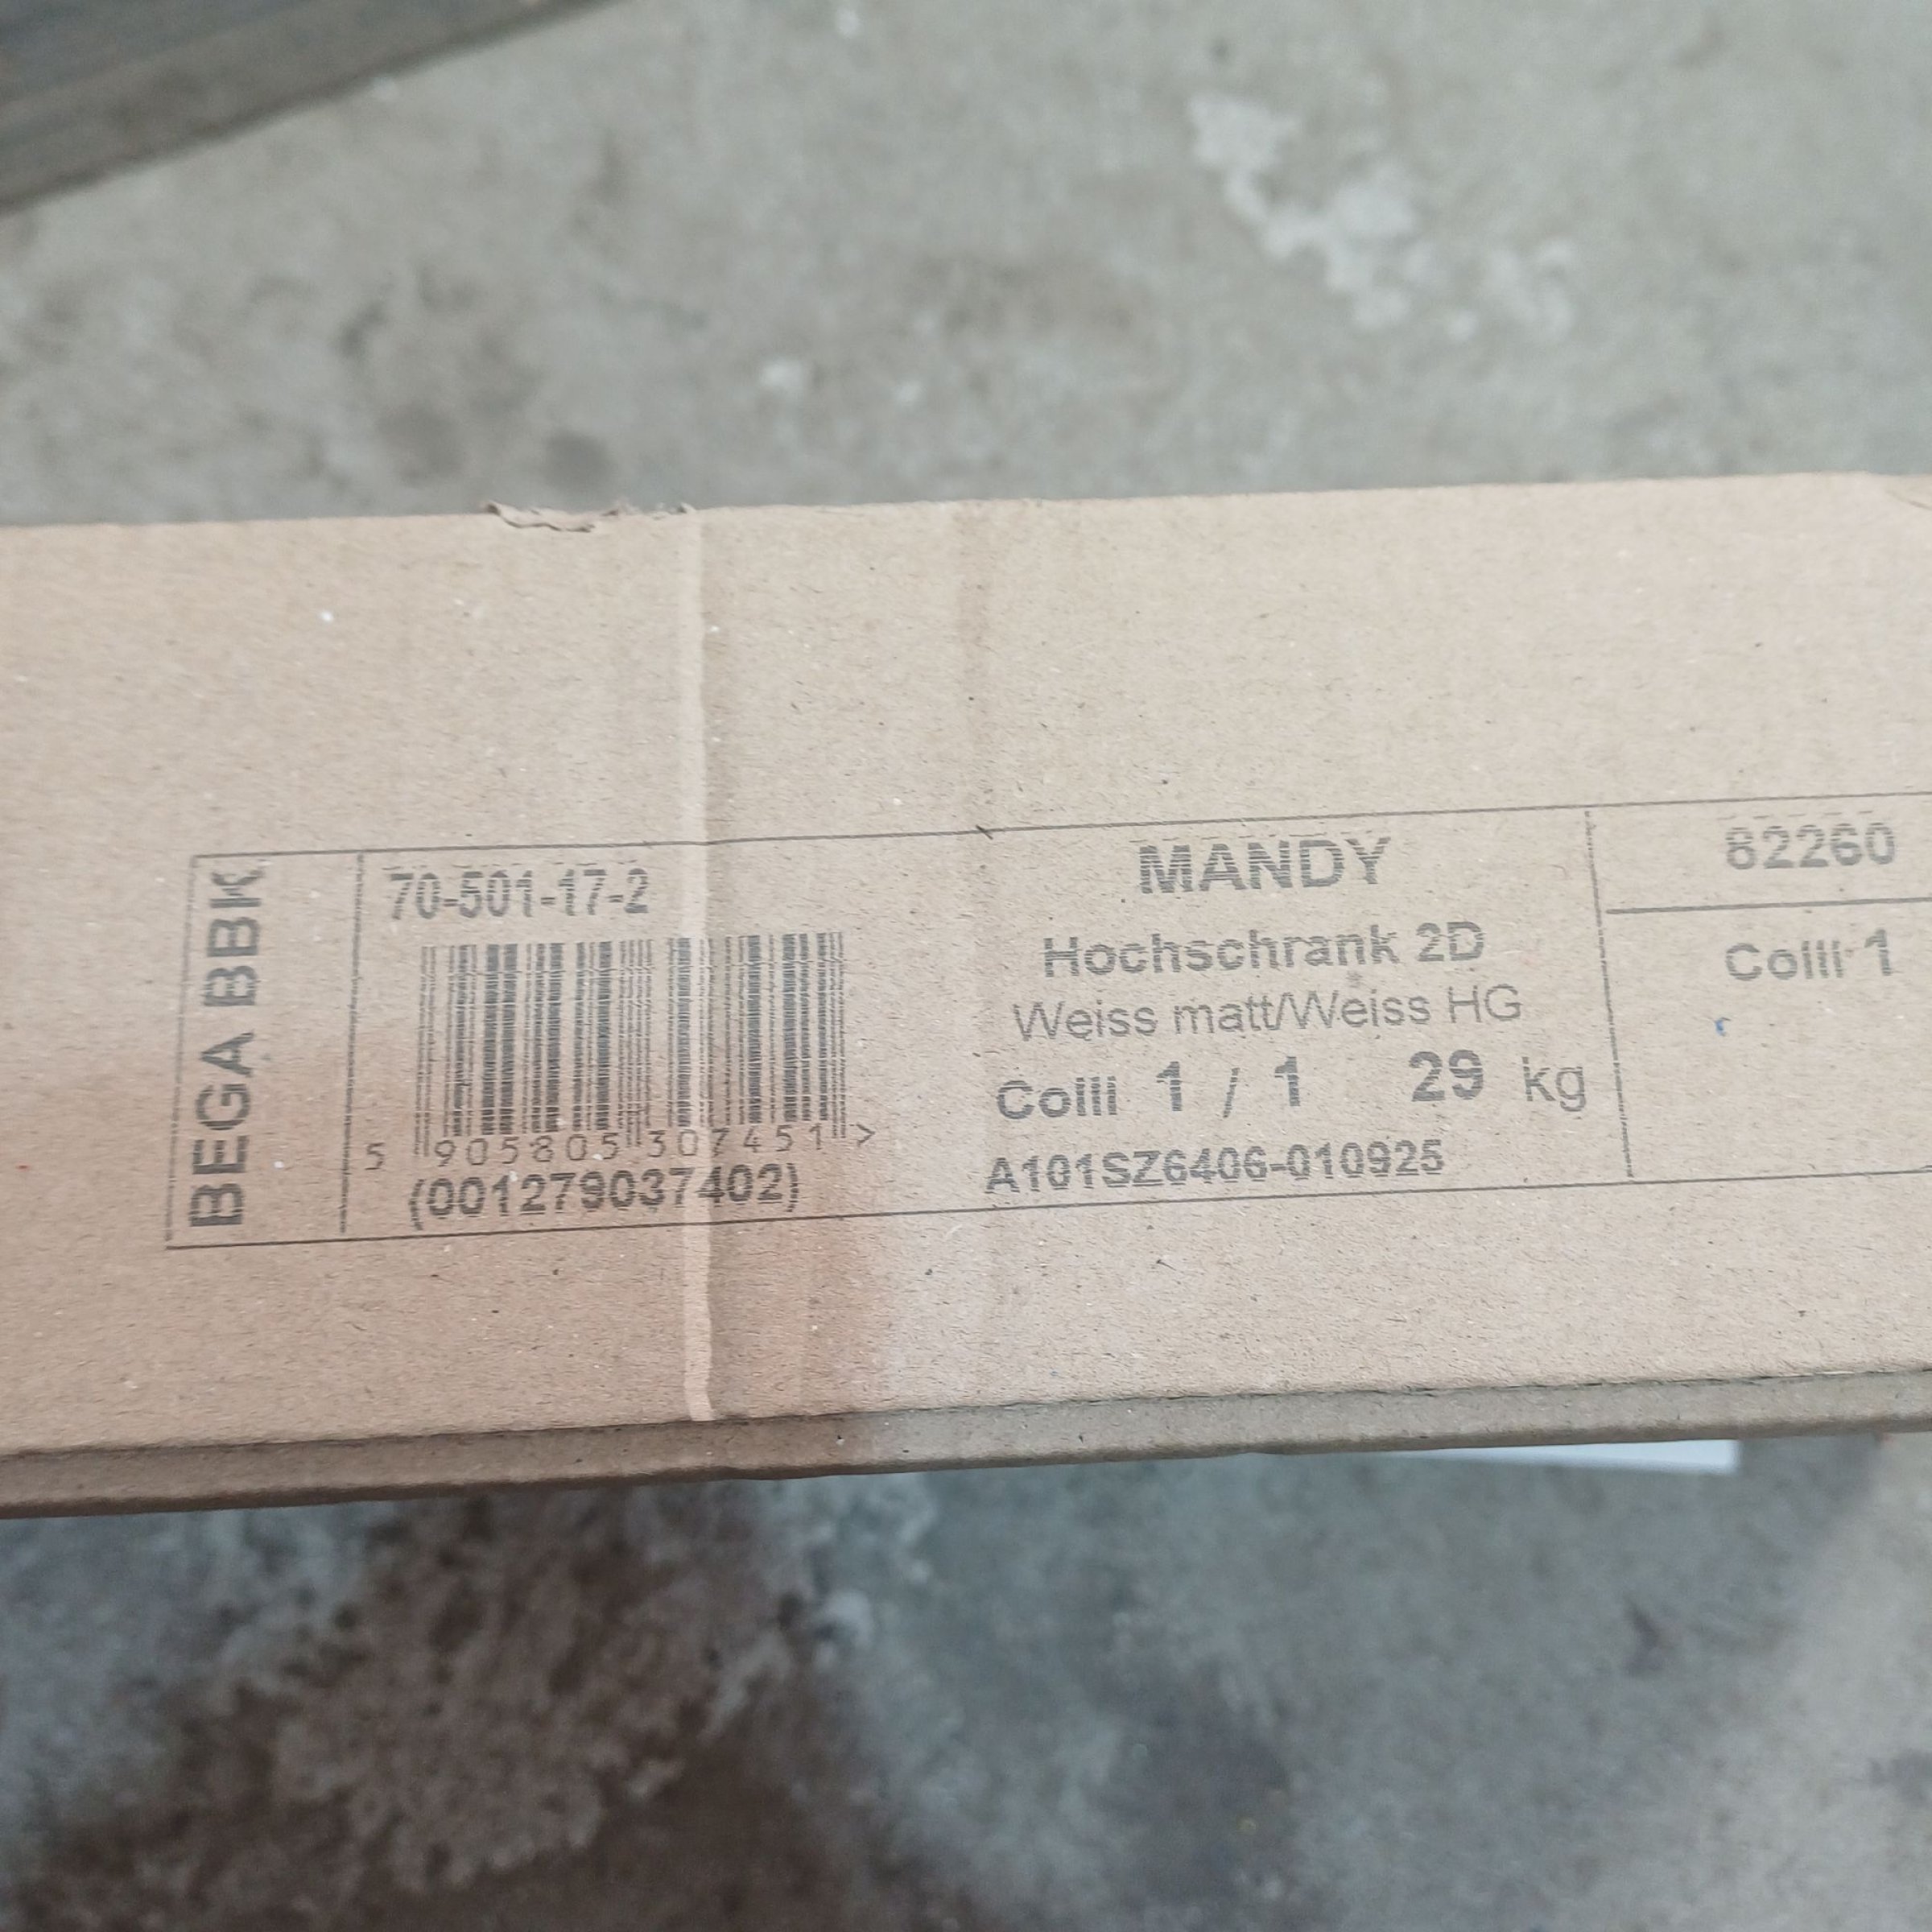 BEGA BBK
70-501-17-2
5 905805 307451 >
(001279037402)
MANDY
Hochschrank 2D
Weiss matt/Weiss HG
Colli 1 / 1 29 kg
A101SZ6406-010925
82260
Colli 1